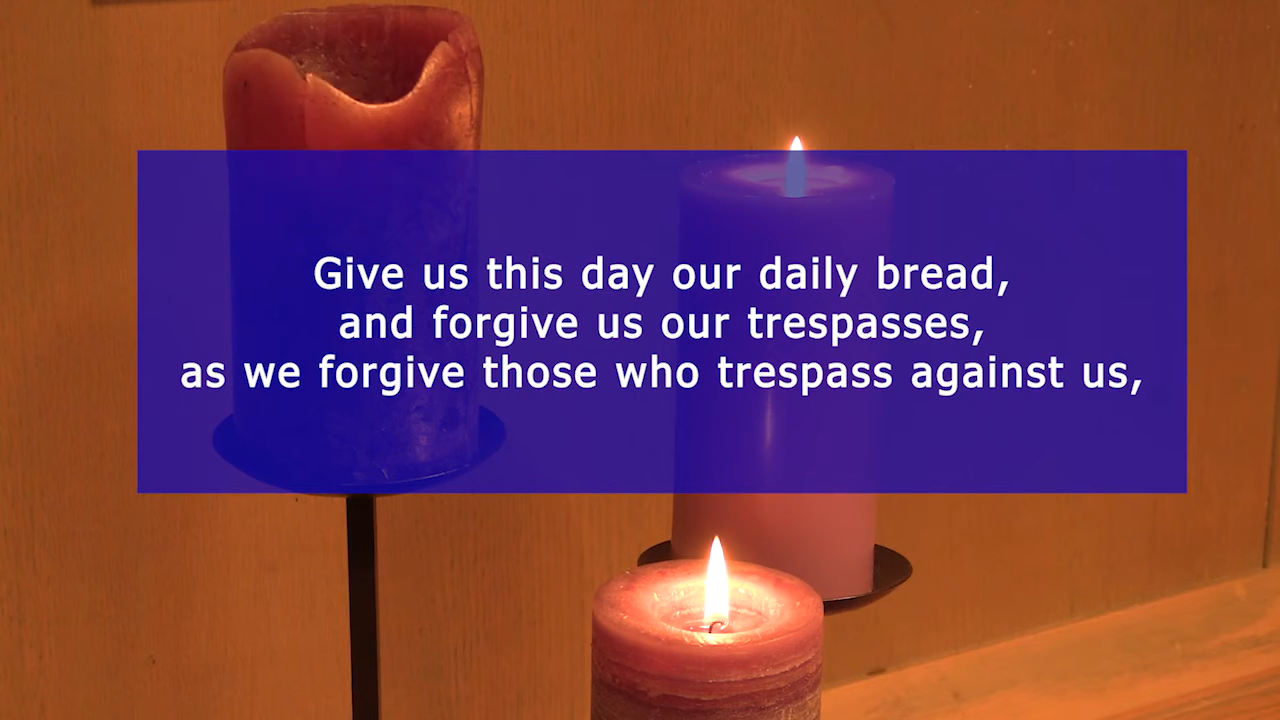 Give us this day our daily bread,
and forgive us our trespasses,
as we forgive those who trespass against us,